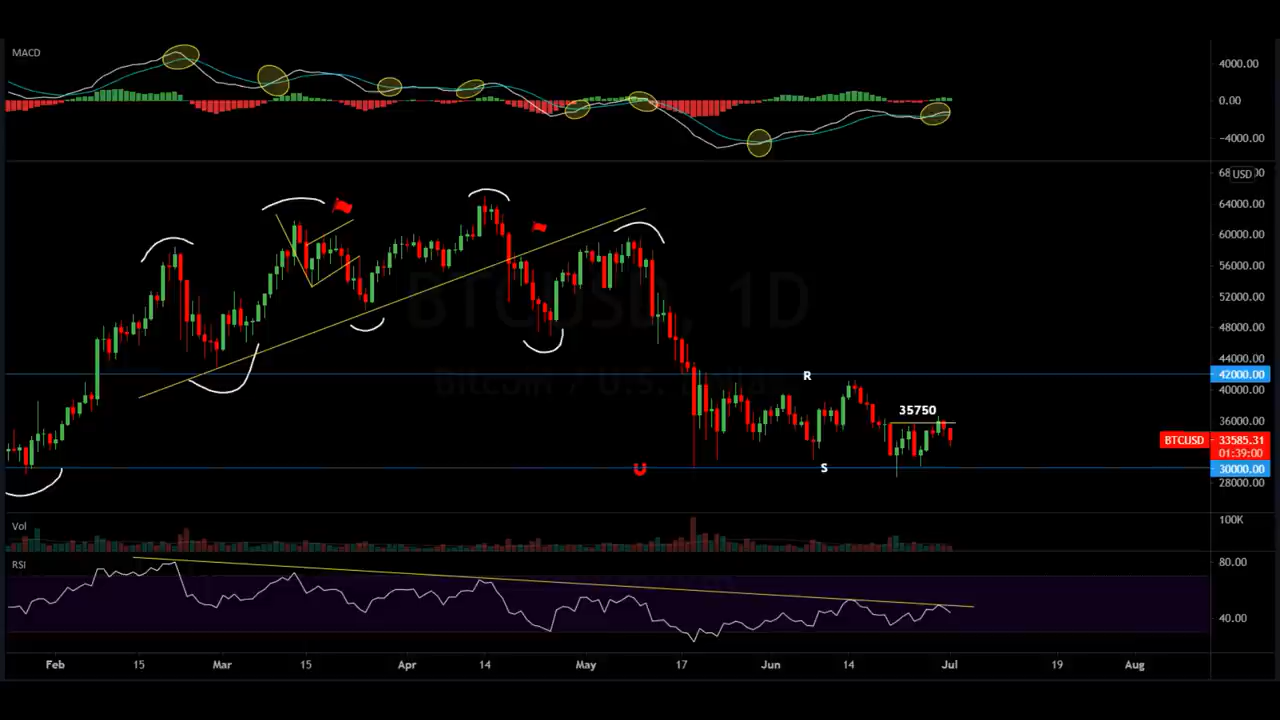 MACD
4000.00
0.00
−4000.00
USD
64000.00
60000.00
56000.00
BTCUSD, 1D
52000.00
48000.00
44000.00
R
42000.00
40000.00
35750
36000.00
BTCUSD 33585.31
01:39:00
S
30000.00
28000.00
Vol
100K
RSI
80.00
40.00
Feb 15 Mar 15 Apr 14 May 17 Jun 14 Jul 19 Aug